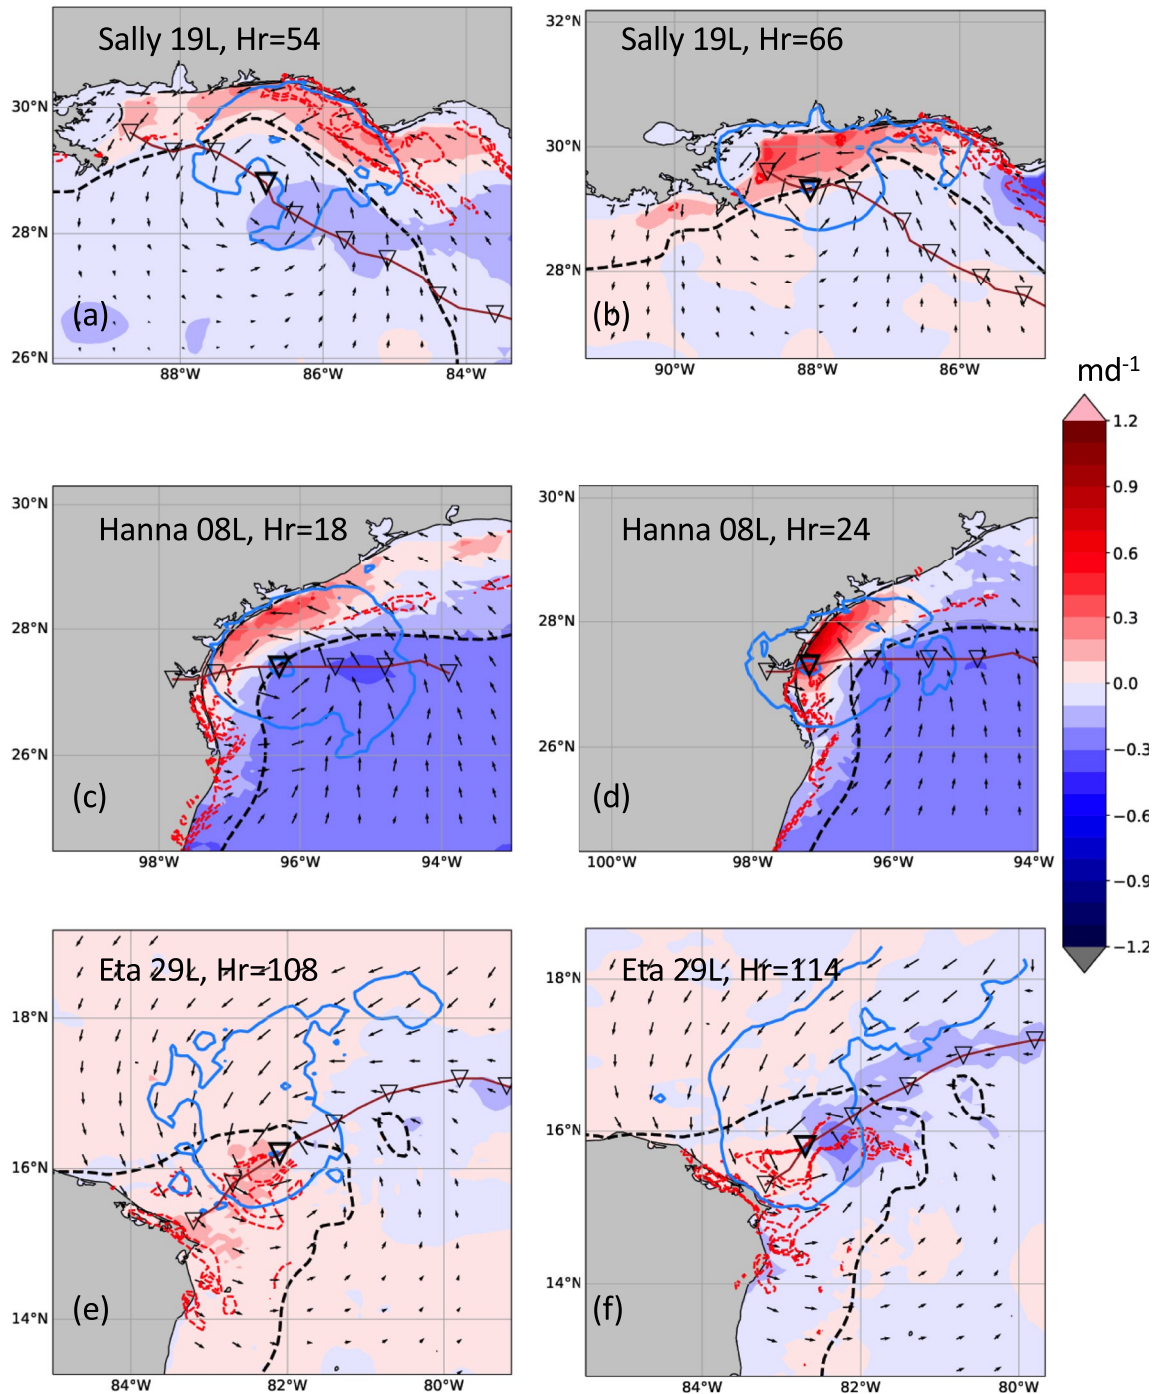 Sally 19L, Hr=54
30°N
28°N
26°N
(a)
88°W
86°W
84°W
Sally 19L, Hr=66
32°N
30°N
28°N
(b)
90°W
88°W
86°W
md-1
1.2
0.9
0.6
0.3
0.0
−0.3
−0.6
−0.9
−1.2
Hanna 08L, Hr=18
30°N
28°N
26°N
(c)
98°W
96°W
94°W
Hanna 08L, Hr=24
30°N
28°N
26°N
(d)
100°W
98°W
96°W
94°W
Eta 29L, Hr=108
18°N
16°N
14°N
(e)
84°W
82°W
80°W
Eta 29L, Hr=114
18°N
16°N
14°N
(f)
84°W
82°W
80°W